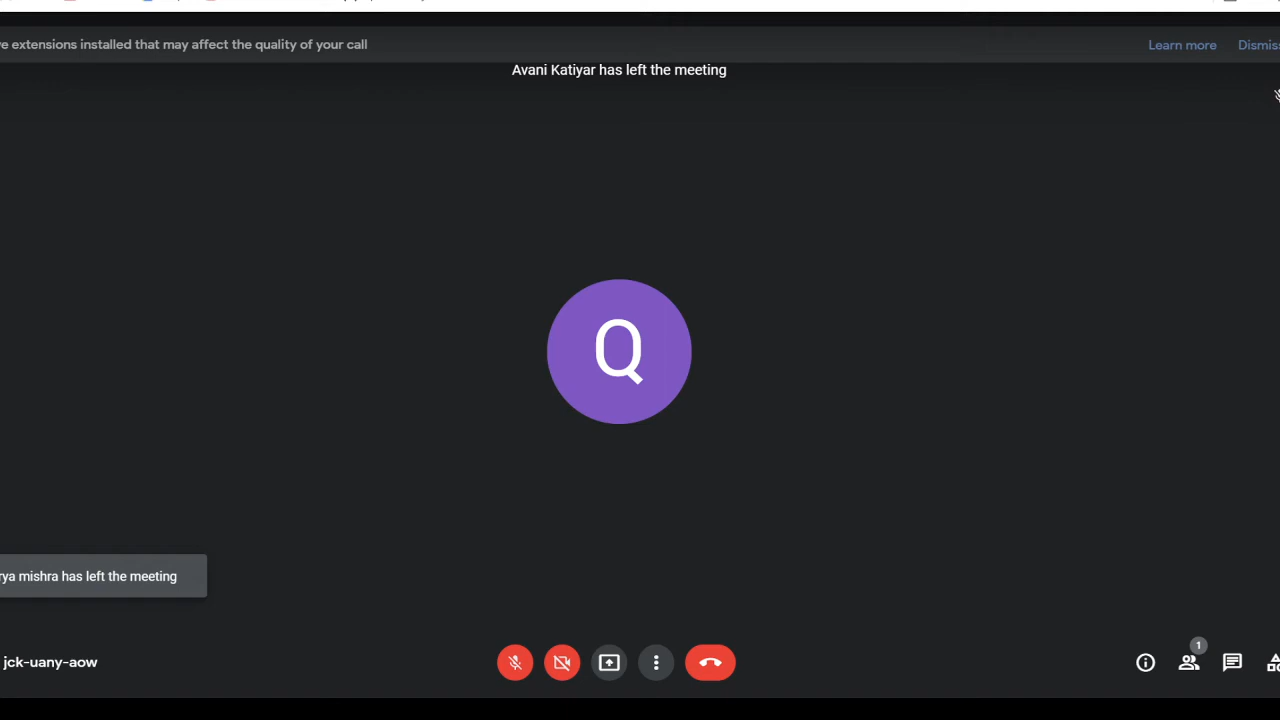 extensions installed that may affect the quality of your call
Learn more
Avani Katiyar has left the meeting
Q
mishra has left the meeting
jck-uany-aow
1